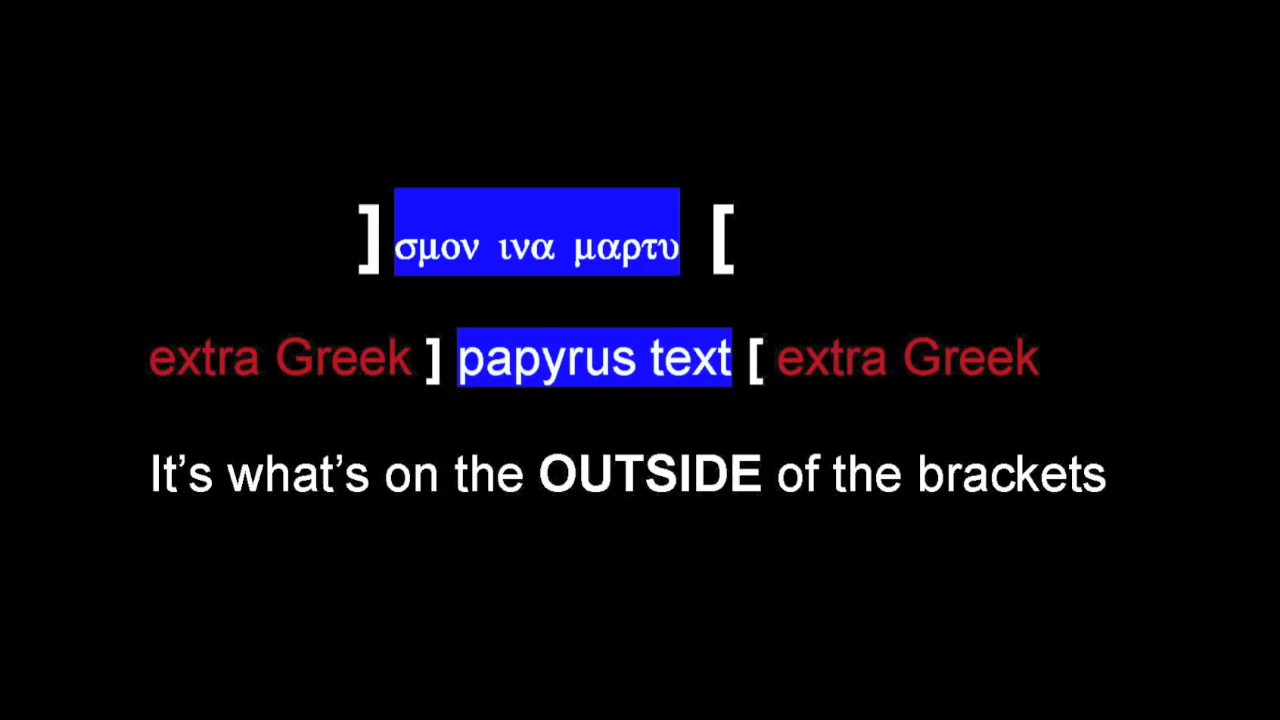 ] σμον ινα μαρτυ [
extra Greek ] papyrus text [ extra Greek
It’s what’s on the OUTSIDE of the brackets